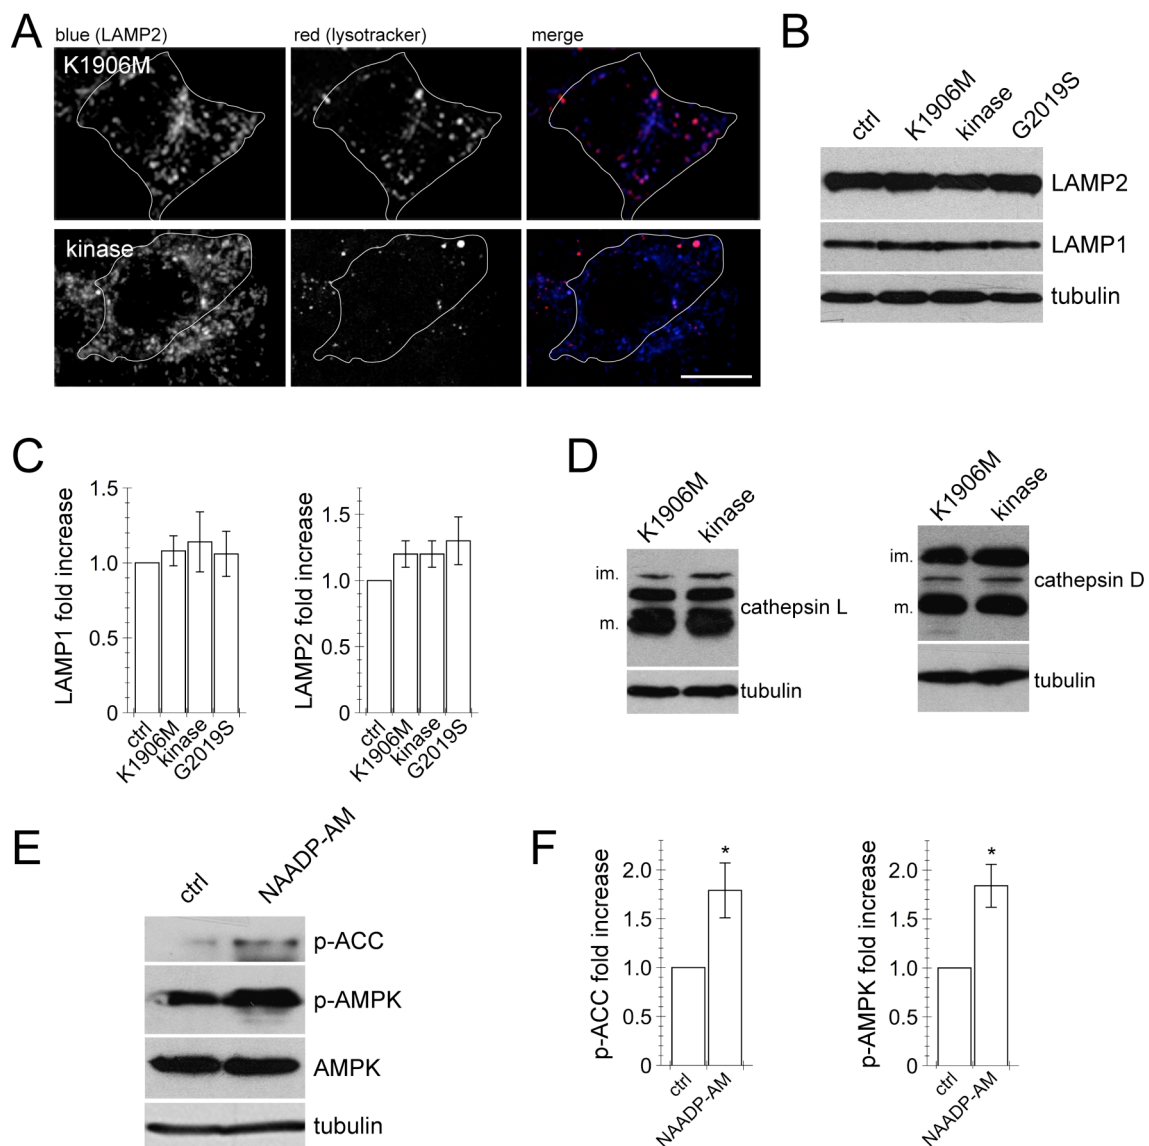 A
blue (LAMP2)
red (lysotracker)
merge
K1906M
kinase
B
ctrl
K1906M
kinase
G2019S
LAMP2
LAMP1
tubulin
C
LAMP1 fold increase
1.5
1.0
0.5
0
ctrl
K1906M
kinase
G2019S
LAMP2 fold increase
1.5
1.0
0.5
0
ctrl
K1906M
kinase
G2019S
D
K1906M
kinase
im.
m.
cathepsin L
tubulin
K1906M
kinase
im.
m.
cathepsin D
tubulin
E
ctrl
NAADP-AM
p-ACC
p-AMPK
AMPK
tubulin
F
p-ACC fold increase
2.0
1.5
1.0
0.5
0
*
ctrl
NAADP-AM
p-AMPK fold increase
2.0
1.5
1.0
0.5
0
*
ctrl
NAADP-AM